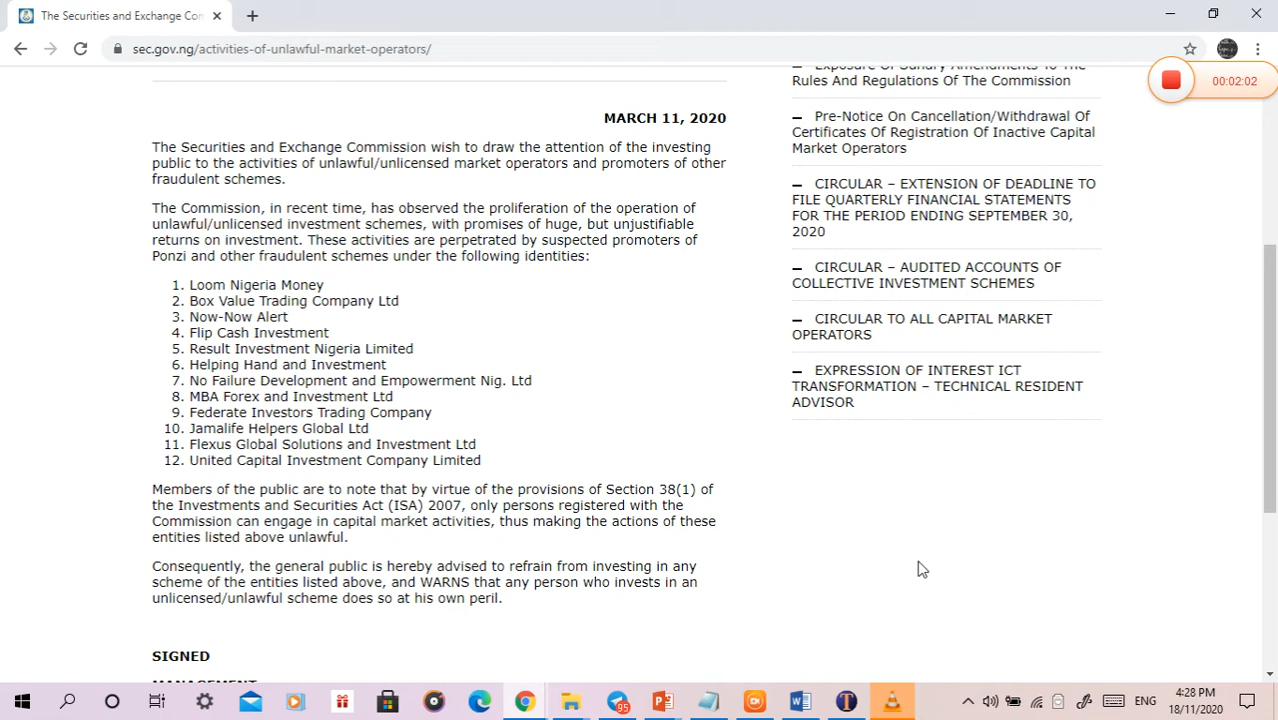 The Securities and Exchange Con
sec.gov.ng/activities-of-unlawful-market-operators/
00:02:02
MARCH 11, 2020
The Securities and Exchange Commission wish to draw the attention of the investing
public to the activities of unlawful/unlicensed market operators and promoters of other
fraudulent schemes.
The Commission, in recent time, has observed the proliferation of the operation of
unlawful/unlicensed investment schemes, with promises of huge, but unjustifiable
returns on investment. These activities are perpetrated by suspected promoters of
Ponzi and other fraudulent schemes under the following identities:
1. Loom Nigeria Money
2. Box Value Trading Company Ltd
3. Now-Now Alert
4. Flip Cash Investment
5. Result Investment Nigeria Limited
6. Helping Hand and Investment
7. No Failure Development and Empowerment Nig. Ltd
8. MBA Forex and Investment Ltd
9. Federate Investors Trading Company
10. Jamalife Helpers Global Ltd
11. Flexus Global Solutions and Investment Ltd
12. United Capital Investment Company Limited
Members of the public are to note that by virtue of the provisions of Section 38(1) of
the Investments and Securities Act (ISA) 2007, only persons registered with the
Commission can engage in capital market activities, thus making the actions of these
entities listed above unlawful.
Consequently, the general public is hereby advised to refrain from investing in any
scheme of the entities listed above, and WARNS that any person who invests in an
unlicensed/unlawful scheme does so at his own peril.
SIGNED
MANAGEMENT
Exposure Of Sundry Amendments To The
Rules And Regulations Of The Commission
Pre-Notice On Cancellation/Withdrawal Of
Certificates Of Registration Of Inactive Capital
Market Operators
CIRCULAR – EXTENSION OF DEADLINE TO
FILE QUARTERLY FINANCIAL STATEMENTS
FOR THE PERIOD ENDING SEPTEMBER 30,
2020
CIRCULAR – AUDITED ACCOUNTS OF
COLLECTIVE INVESTMENT SCHEMES
CIRCULAR TO ALL CAPITAL MARKET
OPERATORS
EXPRESSION OF INTEREST ICT
TRANSFORMATION – TECHNICAL RESIDENT
ADVISOR
95
ENG
4:28 PM
18/11/2020